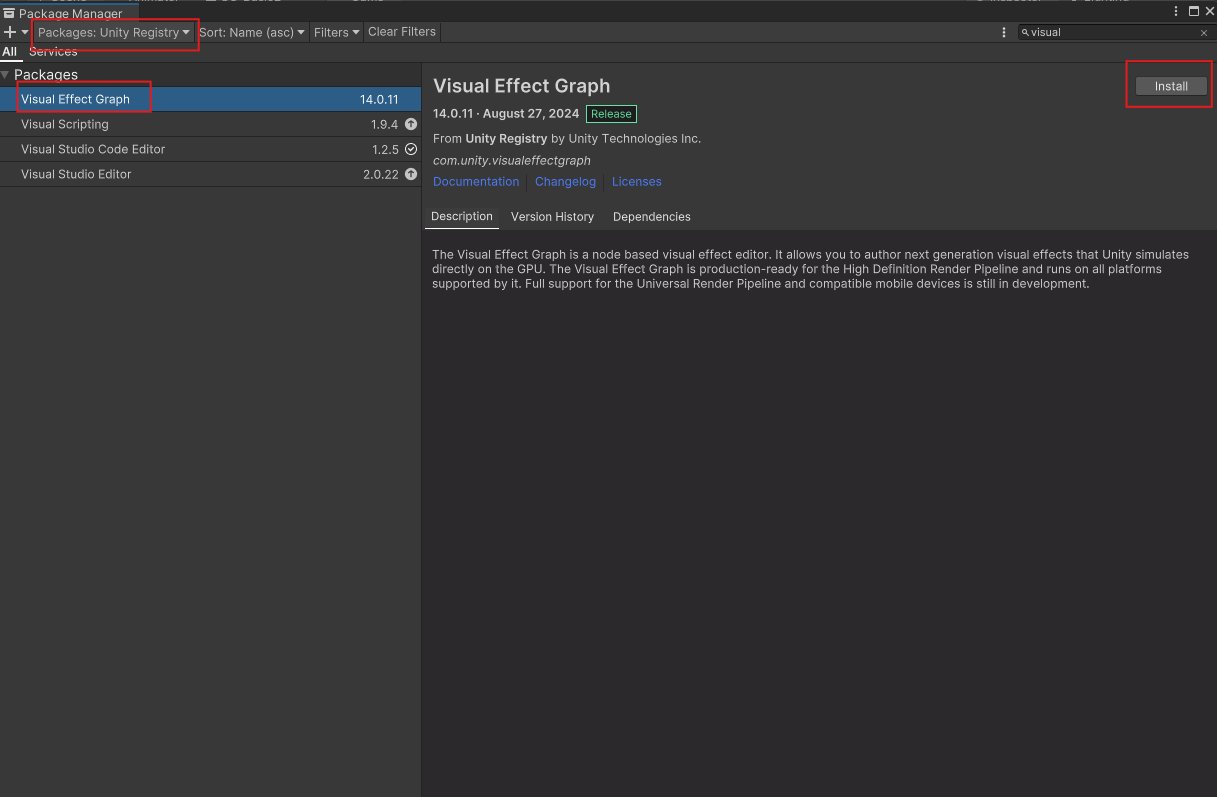 Package Manager
Packages: Unity Registry Sort: Name (asc) Filters Clear Filters visual
All Services
Packages
Visual Effect Graph 14.0.11
Visual Scripting 1.9.4
Visual Studio Code Editor 1.2.5
Visual Studio Editor 2.0.22
Visual Effect Graph
Install
14.0.11 · August 27, 2024 Release
From Unity Registry by Unity Technologies Inc.
com.unity.visualeffectgraph
Documentation Changelog Licenses
Description Version History Dependencies
The Visual Effect Graph is a node based visual effect editor. It allows you to author next generation visual effects that Unity simulates
directly on the GPU. The Visual Effect Graph is production-ready for the High Definition Render Pipeline and runs on all platforms
supported by it. Full support for the Universal Render Pipeline and compatible mobile devices is still in development.